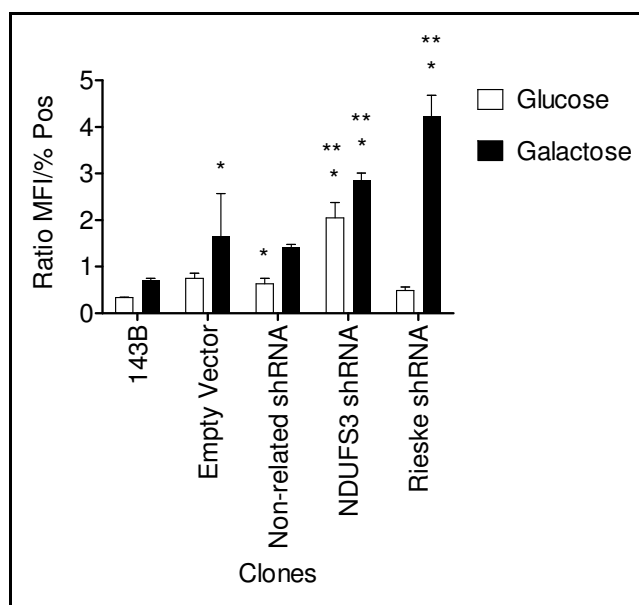 **
*
5
4
3
2
1
0
Ratio MFI/% Pos
*
*
**
*
**
*
Glucose
Galactose
143B
Empty Vector
Non-related shRNA
NDUFS3 shRNA
Rieske shRNA
Clones